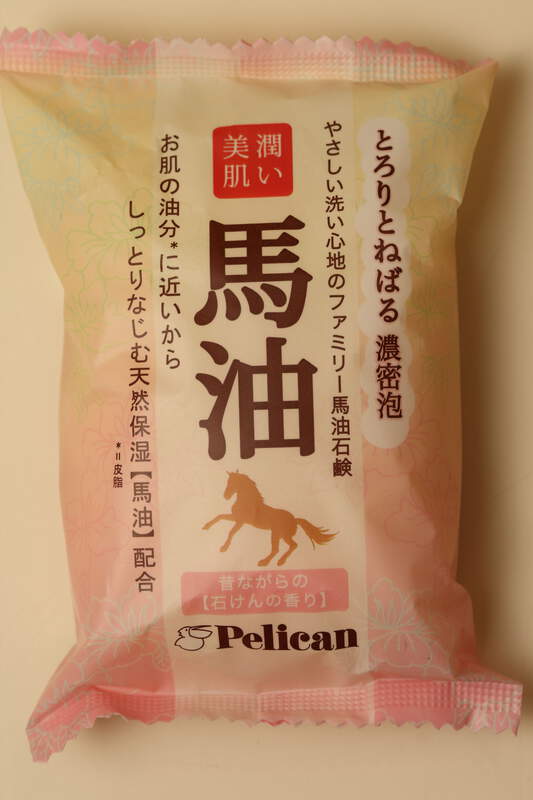 とろりとねばる 濃密泡
やさしい洗い心地のファミリー馬油石鹸
潤い
美肌
馬油
お肌の油分*に近いから
しっとりなじむ天然保湿【馬油】配合
*=皮脂
昔ながらの
【石けんの香り】
Pelican